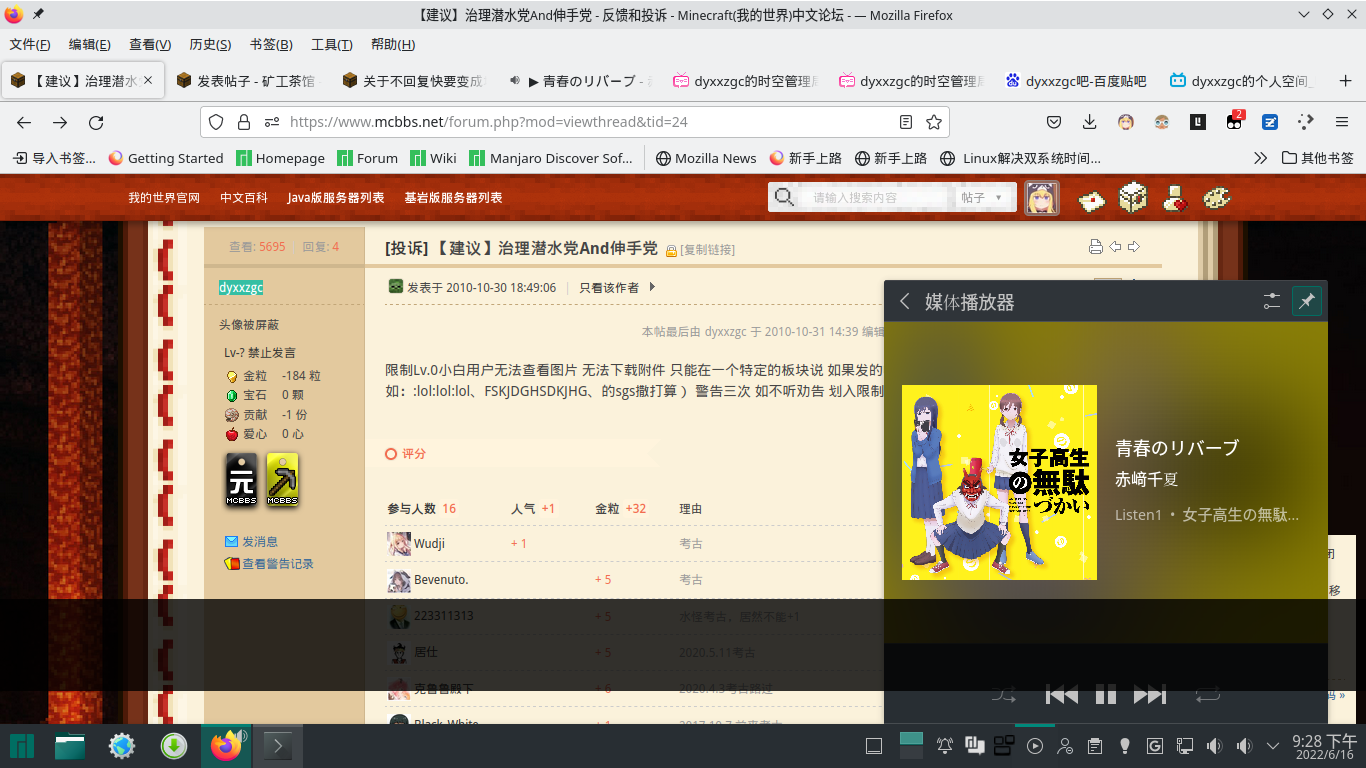 【建议】治理潜水党And伸手党 - 反馈和投诉 - Minecraft(我的世界)中文论坛 - — Mozilla Firefox
文件(F) 编辑(E) 查看(V) 历史(S) 书签(B) 工具(T) 帮助(H)
【建议】治理潜水 发表帖子 - 矿工茶馆 关于不回复快要变成 ▶ 青春のリバーブ - dyxxzgc的时空管理 dyxxzgc的时空管理 dyxxzgc吧-百度贴吧 dyxxzgc的个人空间_
https://www.mcbbs.net/forum.php?mod=viewthread&tid=24
2
导入书签... Getting Started Homepage Forum Wiki Manjaro Discover Sof... Mozilla News 新手上路 新手上路 Linux解决双系统时间... 其他书签
我的世界官网 中文百科 Java版服务器列表 基岩版服务器列表 请输入搜索内容 帖子
查看: 5695 回复: 4 [投诉] 【建议】治理潜水党And伸手党 [复制链接]
dyxxzgc 发表于 2010-10-30 18:49:06 只看该作者
头像被屏蔽 本帖最后由 dyxxzgc 于 2010-10-31 14:39 编辑
Lv-? 禁止发言
限制Lv.0小白用户无法查看图片 无法下载附件 只能在一个特定的板块说 如果发的
金粒 -184 粒
如：:lol:lol:lol、FSKJDGHSDKJHG、的sgs撒打算 ）警告三次 如不听劝告 划入限制
宝石 0 颗
贡献 -1 份
爱心 0 心
元 MCBBS MCBBS
评分
参与人数 16 人气 +1 金粒 +32 理由
Wudji + 1 考古
发消息
查看警告记录
Bevenuto. + 5 考古
223311313 + 5 水怪考古，居然不能+1
居仕 + 5 2020.5.11考古
克鲁鲁殿下 + 6 2020.4.3考古路过
媒体播放器
女子高生の無駄づかい
青春のリバーブ
赤﨑千夏
Listen1 • 女子高生の無駄...
移
码 »
9:28 下午
2022/6/16